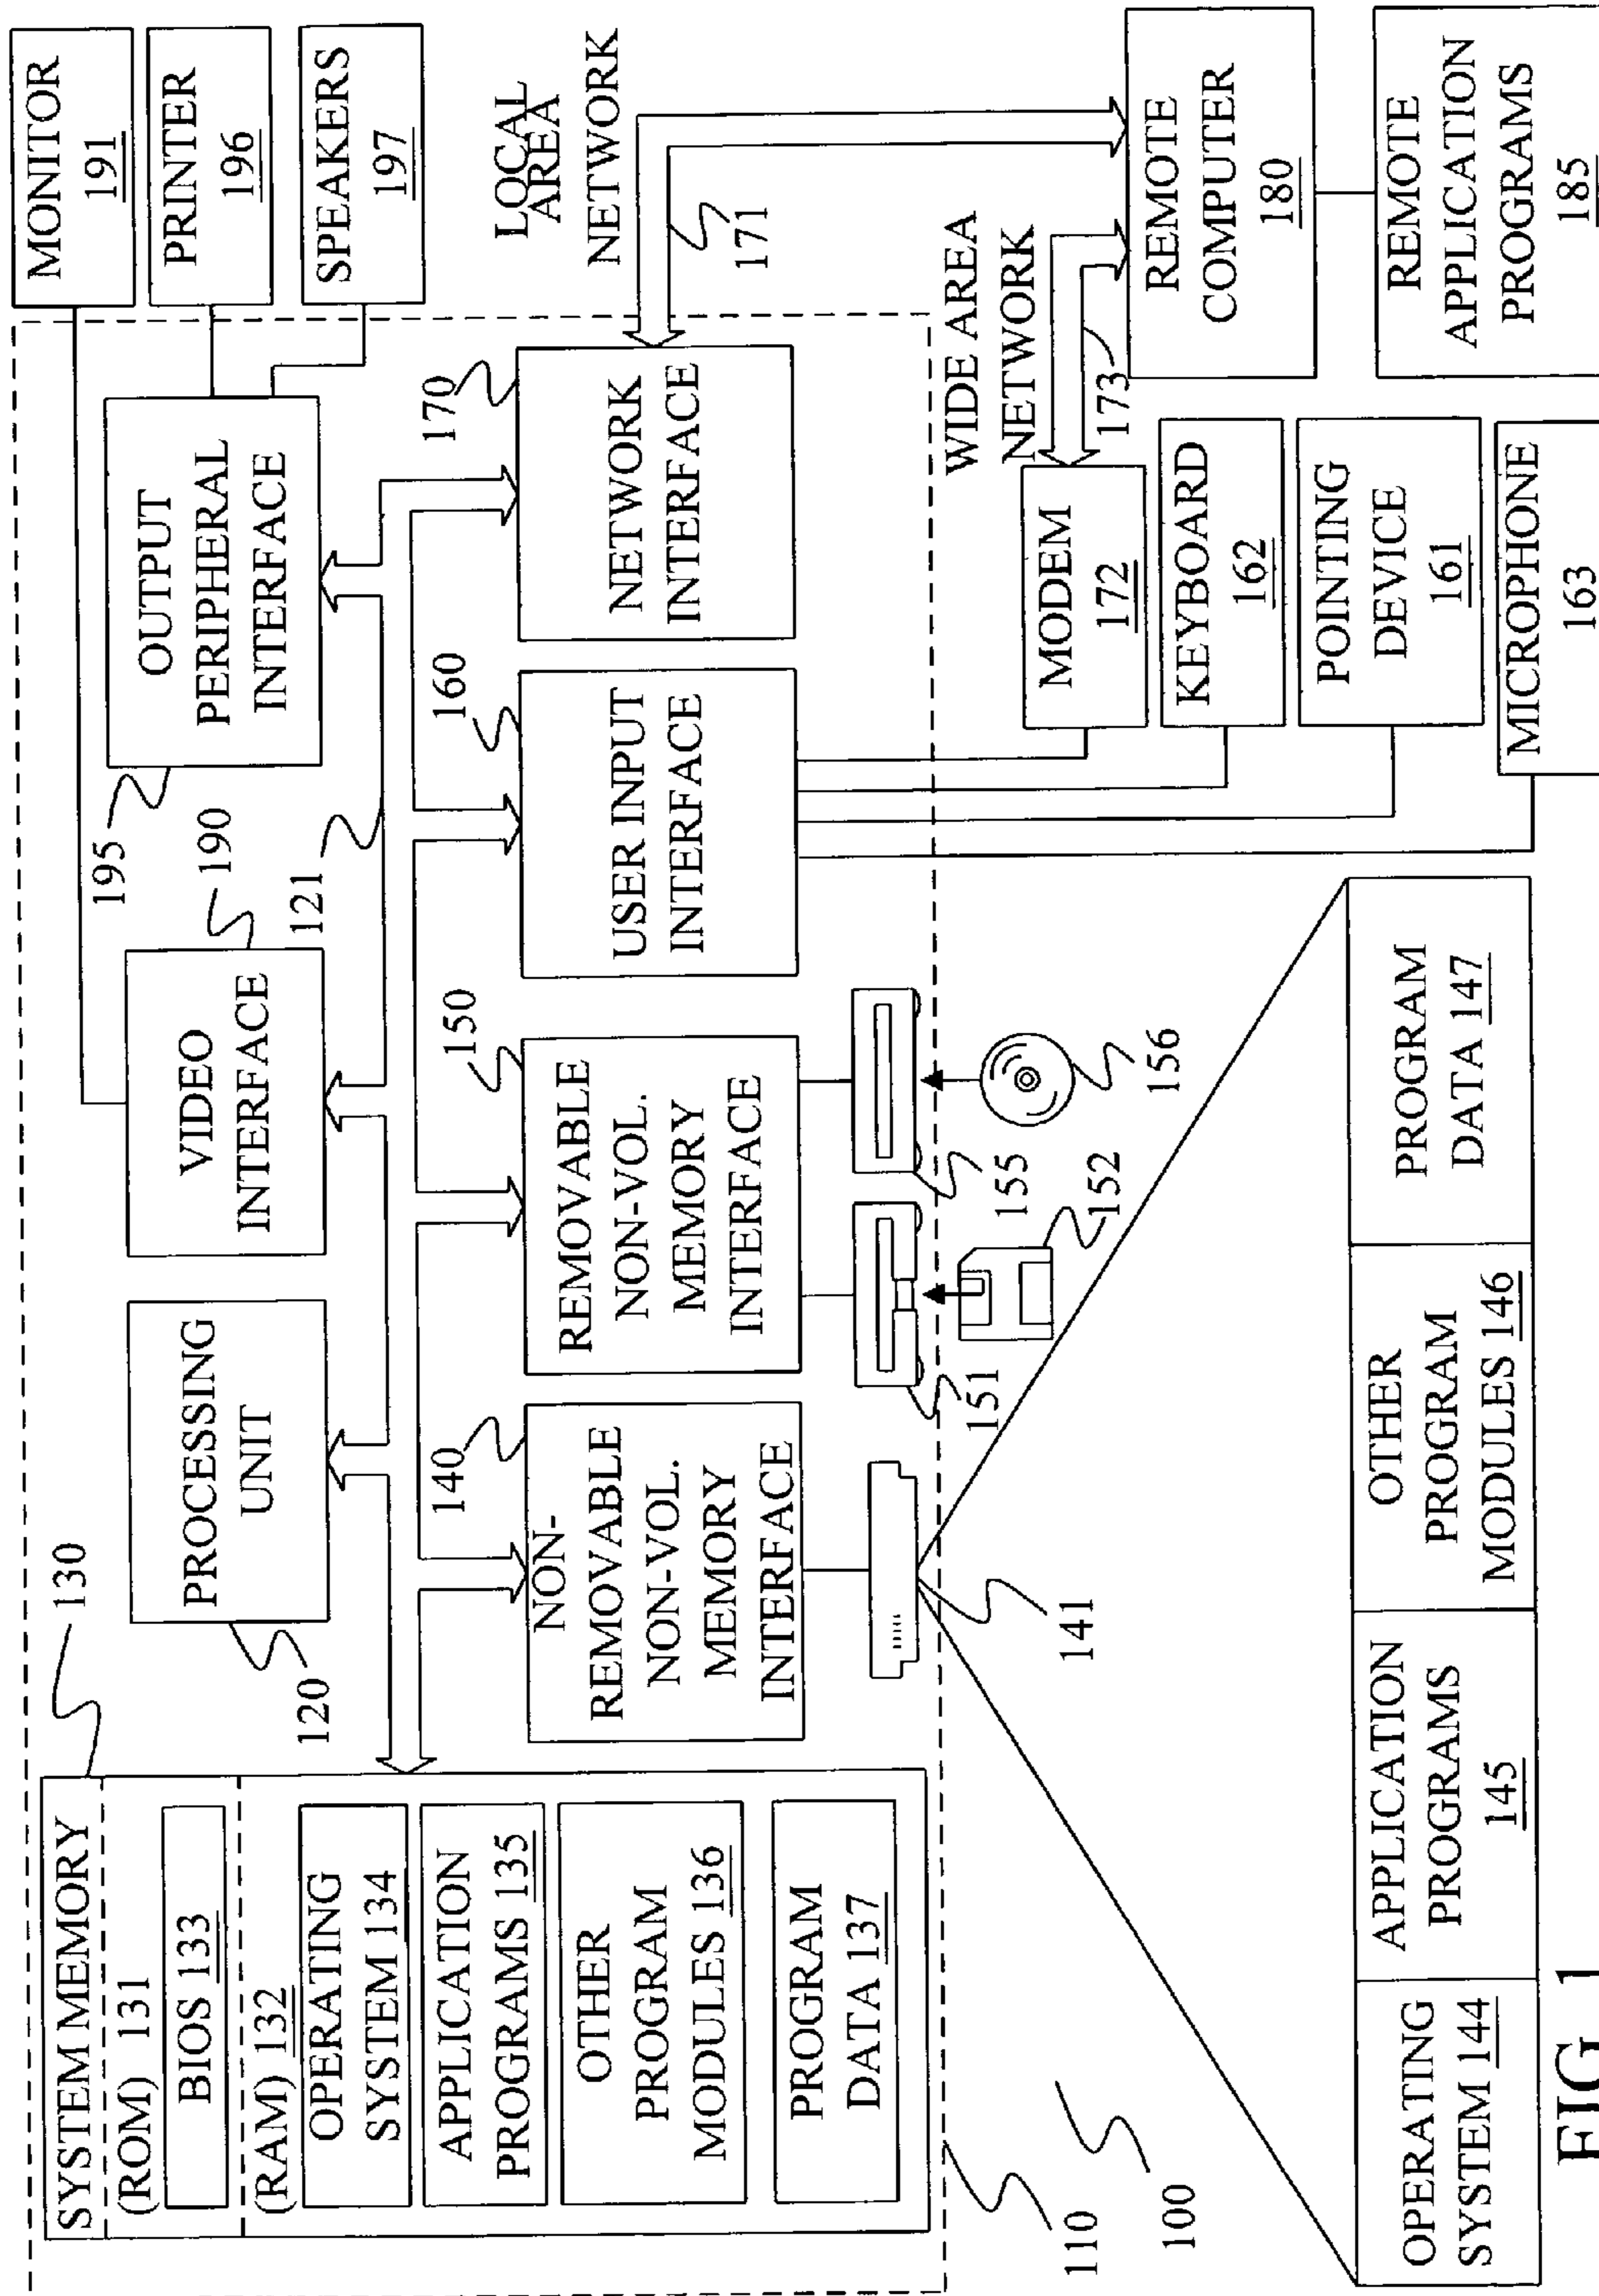 SYSTEM MEMORY
(ROM) 131
BIOS 133
(RAM) 132
OPERATING
SYSTEM 134
APPLICATION
PROGRAMS 135
OTHER
PROGRAM
MODULES 136
PROGRAM
DATA 137
130
120
PROCESSING
UNIT
VIDEO
INTERFACE
190
121
195
OUTPUT
PERIPHERAL
INTERFACE
MONITOR
191
PRINTER
196
SPEAKERS
197
140
NON-
REMOVABLE
NON-VOL.
MEMORY
INTERFACE
150
REMOVABLE
NON-VOL.
MEMORY
INTERFACE
160
USER INPUT
INTERFACE
170
NETWORK
INTERFACE
LOCAL
AREA
NETWORK
171
141
151
152
155
156
WIDE AREA
NETWORK
173
MODEM
172
KEYBOARD
162
POINTING
DEVICE
161
MICROPHONE
163
REMOTE
COMPUTER
180
REMOTE
APPLICATION
PROGRAMS
185
110
100
OPERATING
SYSTEM 144
APPLICATION
PROGRAMS
145
OTHER
PROGRAM
MODULES 146
PROGRAM
DATA 147
FIG. 1